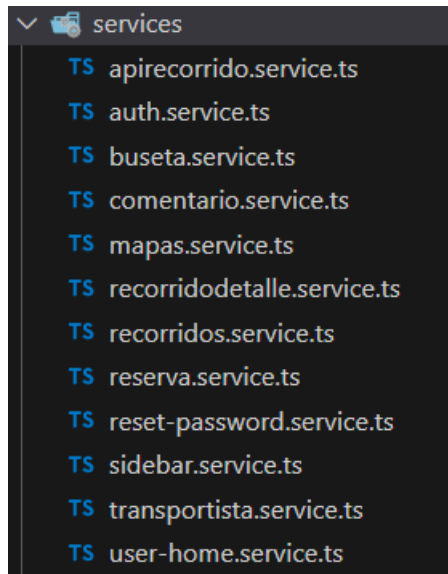 services
TS apirecorrido.service.ts
TS auth.service.ts
TS buseta.service.ts
TS comentario.service.ts
TS mapas.service.ts
TS recorridodetalle.service.ts
TS recorridos.service.ts
TS reserva.service.ts
TS reset-password.service.ts
TS sidebar.service.ts
TS transportista.service.ts
TS user-home.service.ts